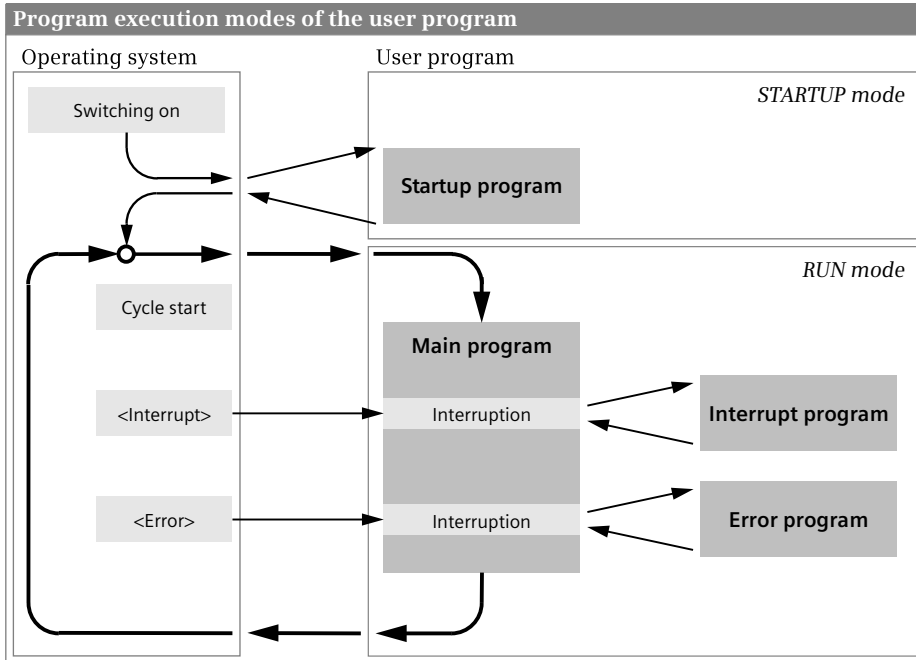 Program execution modes of the user program
Operating system
User program
Switching on
STARTUP mode
Startup program
RUN mode
Cycle start
Main program
<Interrupt>
Interruption
Interrupt program
<Error>
Interruption
Error program